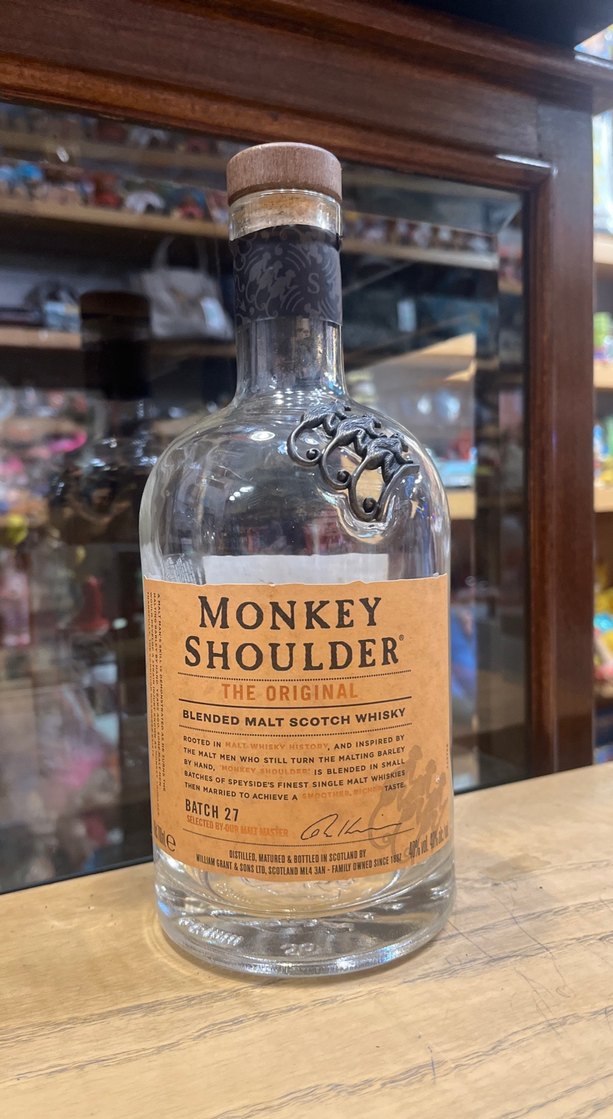 S
MONKEY
SHOULDER®
THE ORIGINAL
BLENDED MALT SCOTCH WHISKY
ROOTED IN MALT WHISKY HISTORY, AND INSPIRED BY
THE MALT MEN WHO STILL TURN THE MALTING BARLEY
BY HAND, 'MONKEY SHOULDER' IS BLENDED IN SMALL
BATCHES OF SPEYSIDE'S FINEST SINGLE MALT WHISKIES
THEN MARRIED TO ACHIEVE A SMOOTHER, RICHER TASTE.
BATCH 27
SELECTED BY OUR MALT MASTER
DISTILLED, MATURED & BOTTLED IN SCOTLAND BY
WILLIAM GRANT & SONS LTD, SCOTLAND ML4 3AN - FAMILY OWNED SINCE 1887
40% vol.